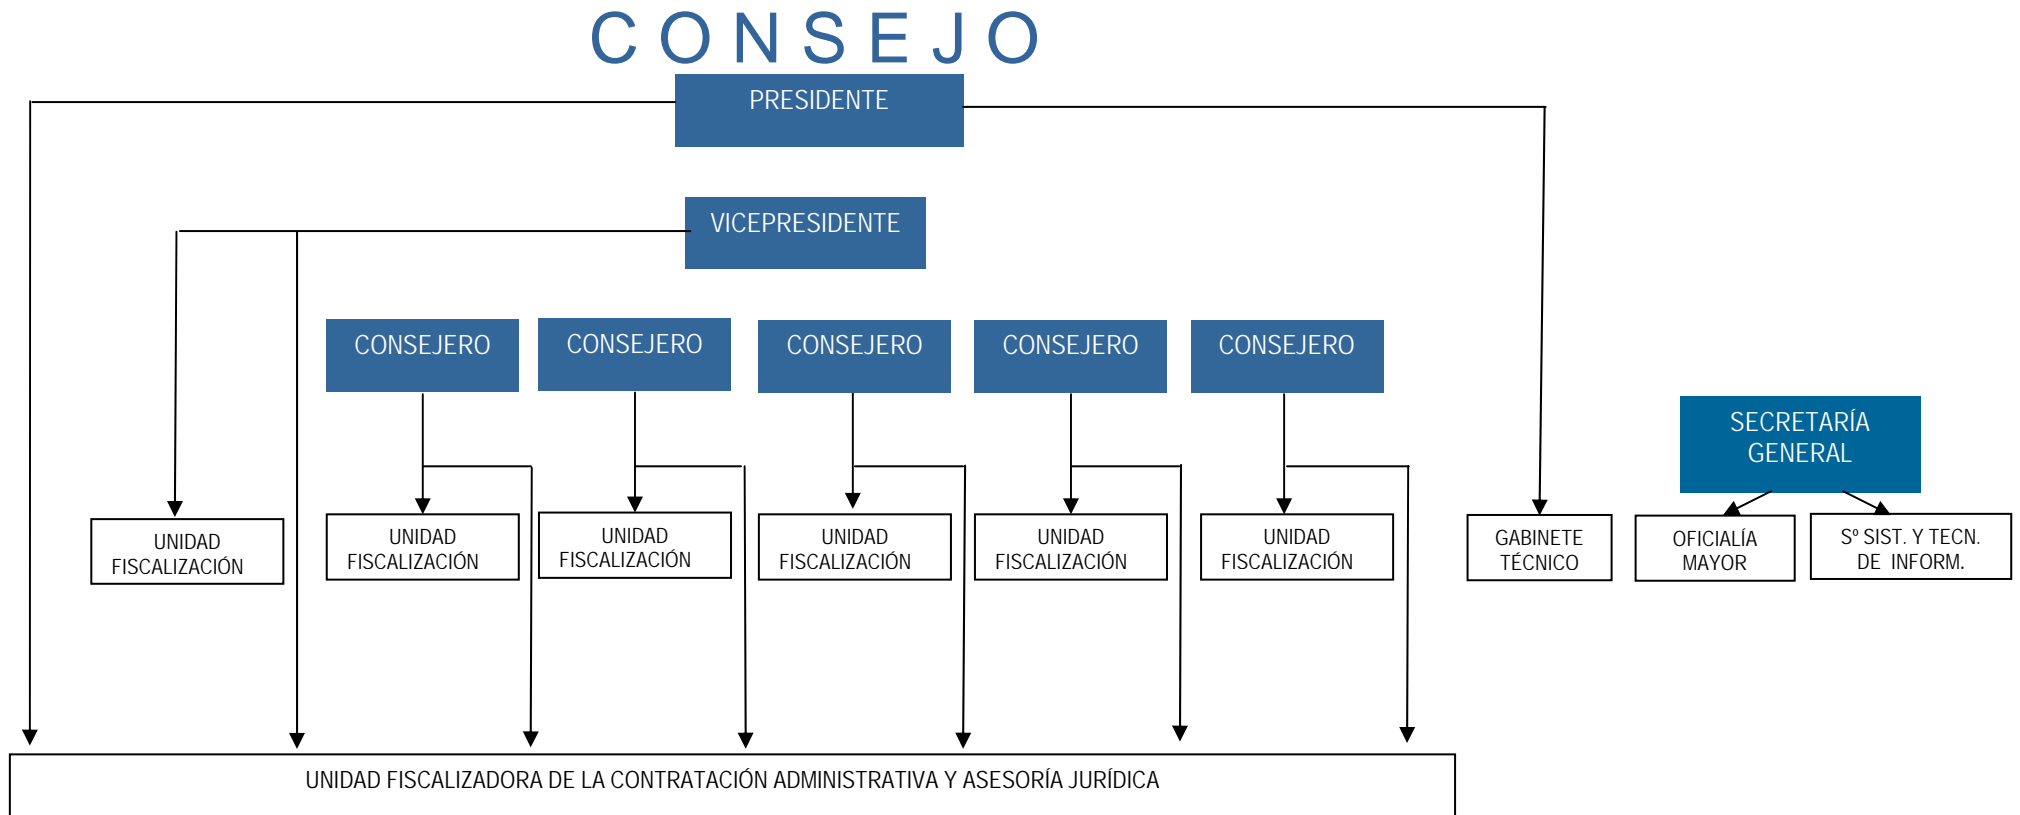 C O N S E J O
PRESIDENTE
VICEPRESIDENTE
CONSEJERO
CONSEJERO
CONSEJERO
CONSEJERO
CONSEJERO
SECRETARÍA
GENERAL
UNIDAD
FISCALIZACIÓN
UNIDAD
FISCALIZACIÓN
UNIDAD
FISCALIZACIÓN
UNIDAD
FISCALIZACIÓN
UNIDAD
FISCALIZACIÓN
UNIDAD
FISCALIZACIÓN
GABINETE
TÉCNICO
OFICIALÍA
MAYOR
Sº SIST. Y TECN.
DE INFORM.
UNIDAD FISCALIZADORA DE LA CONTRATACIÓN ADMINISTRATIVA Y ASESORÍA JURÍDICA